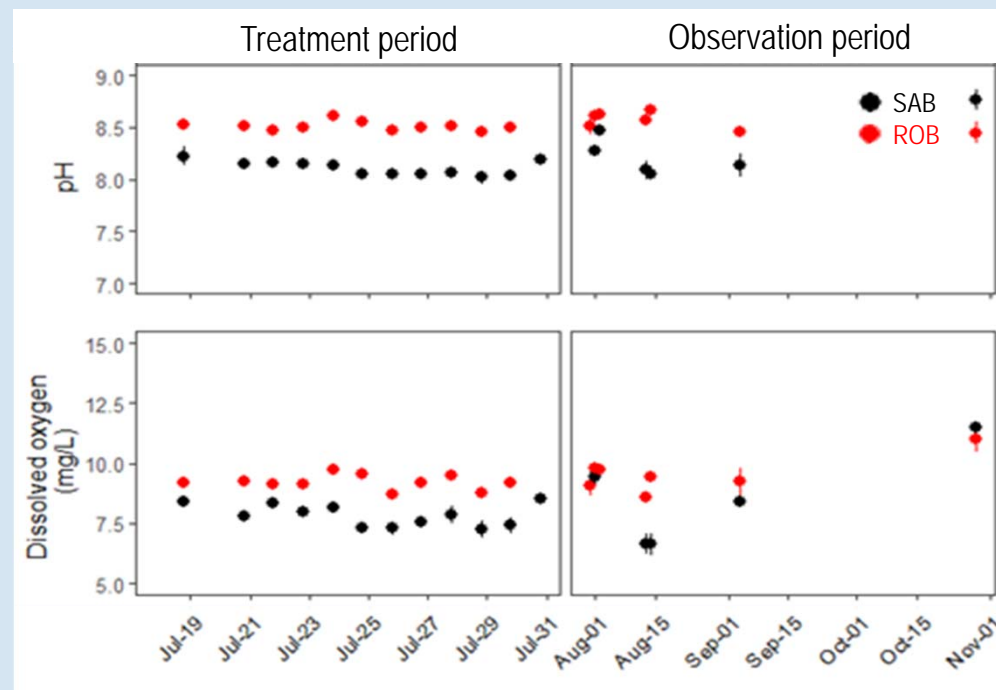 Treatment period
Observation period
9.0
8.5
8.0
7.5
7.0
pH
SAB
ROB
15.0
12.5
10.0
7.5
5.0
Dissolved oxygen
(mg/L)
Jul-19
Jul-21
Jul-23
Jul-25
Jul-27
Jul-29
Jul-31
Aug-01
Aug-15
Sep-01
Sep-15
Oct-01
Oct-15
Nov-01